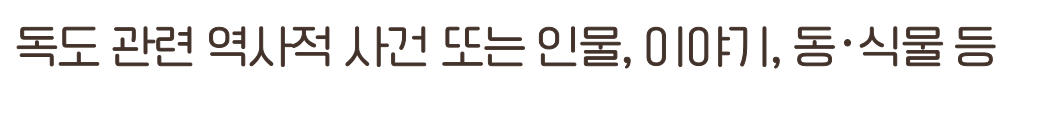 독도 관련 역사적 사건 또는 인물, 이야기, 동·식물 등